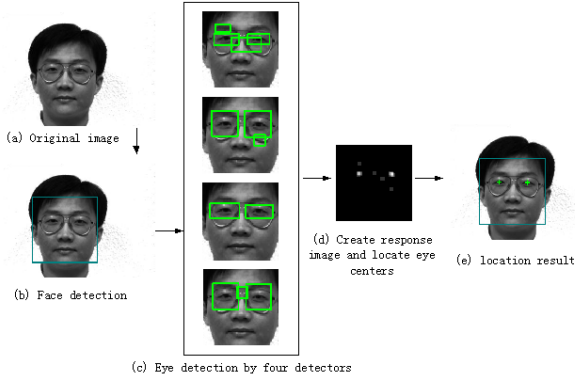 (a) Original image
(b) Face detection
(c) Eye detection by four detectors
(d) Create response
image and locate eye
centers
(e) location result